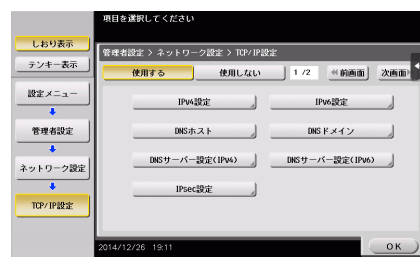 項目を選択してください
しおり表示
テンキー表示
設定メニュー
管理者設定
ネットワーク設定
TCP/IP設定
管理者設定 > ネットワーク設定 > TCP/IP設定
使用する
使用しない
1 /2
前画面
次画面
IPv4設定
IPv6設定
DNSホスト
DNSドメイン
DNSサーバー設定(IPv4)
DNSサーバー設定(IPv6)
IPsec設定
2014/12/26 19:11
OK